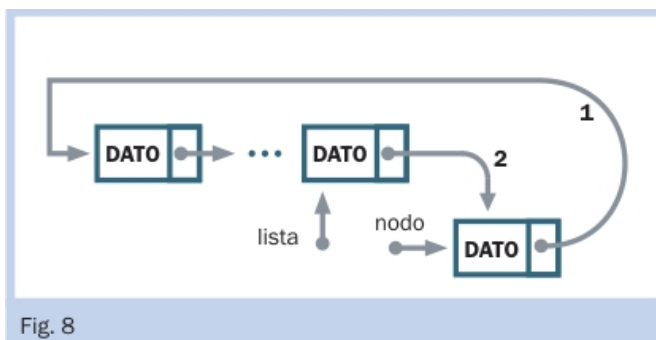 1
DATO
...
DATO
2
lista
nodo
DATO
Fig. 8